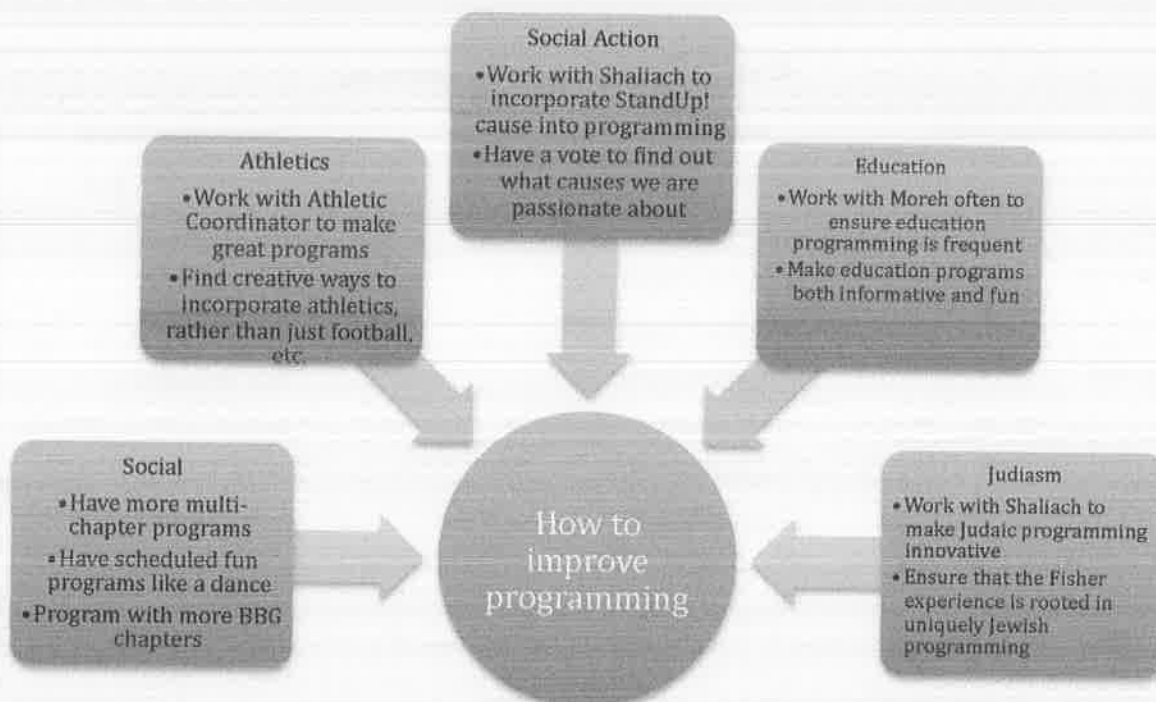 Social Action
•Work with Shaliach to
incorporate StandUp!
cause into programming
•Have a vote to find out
what causes we are
passionate about
Athletics
•Work with Athletic
Coordinator to make
great programs
•Find creative ways to
incorporate athletics,
rather than just football,
etc.
Education
•Work with Moreh often to
ensure education
programming is frequent
•Make education programs
both informative and fun
Social
•Have more multi-
chapter programs
•Have scheduled fun
programs like a dance
•Program with more BBG
chapters
How to
improve
programming
Judiasm
•Work with Shaliach to
make Judaic programming
innovative
•Ensure that the Fisher
experience is rooted in
uniquely Jewish
programming